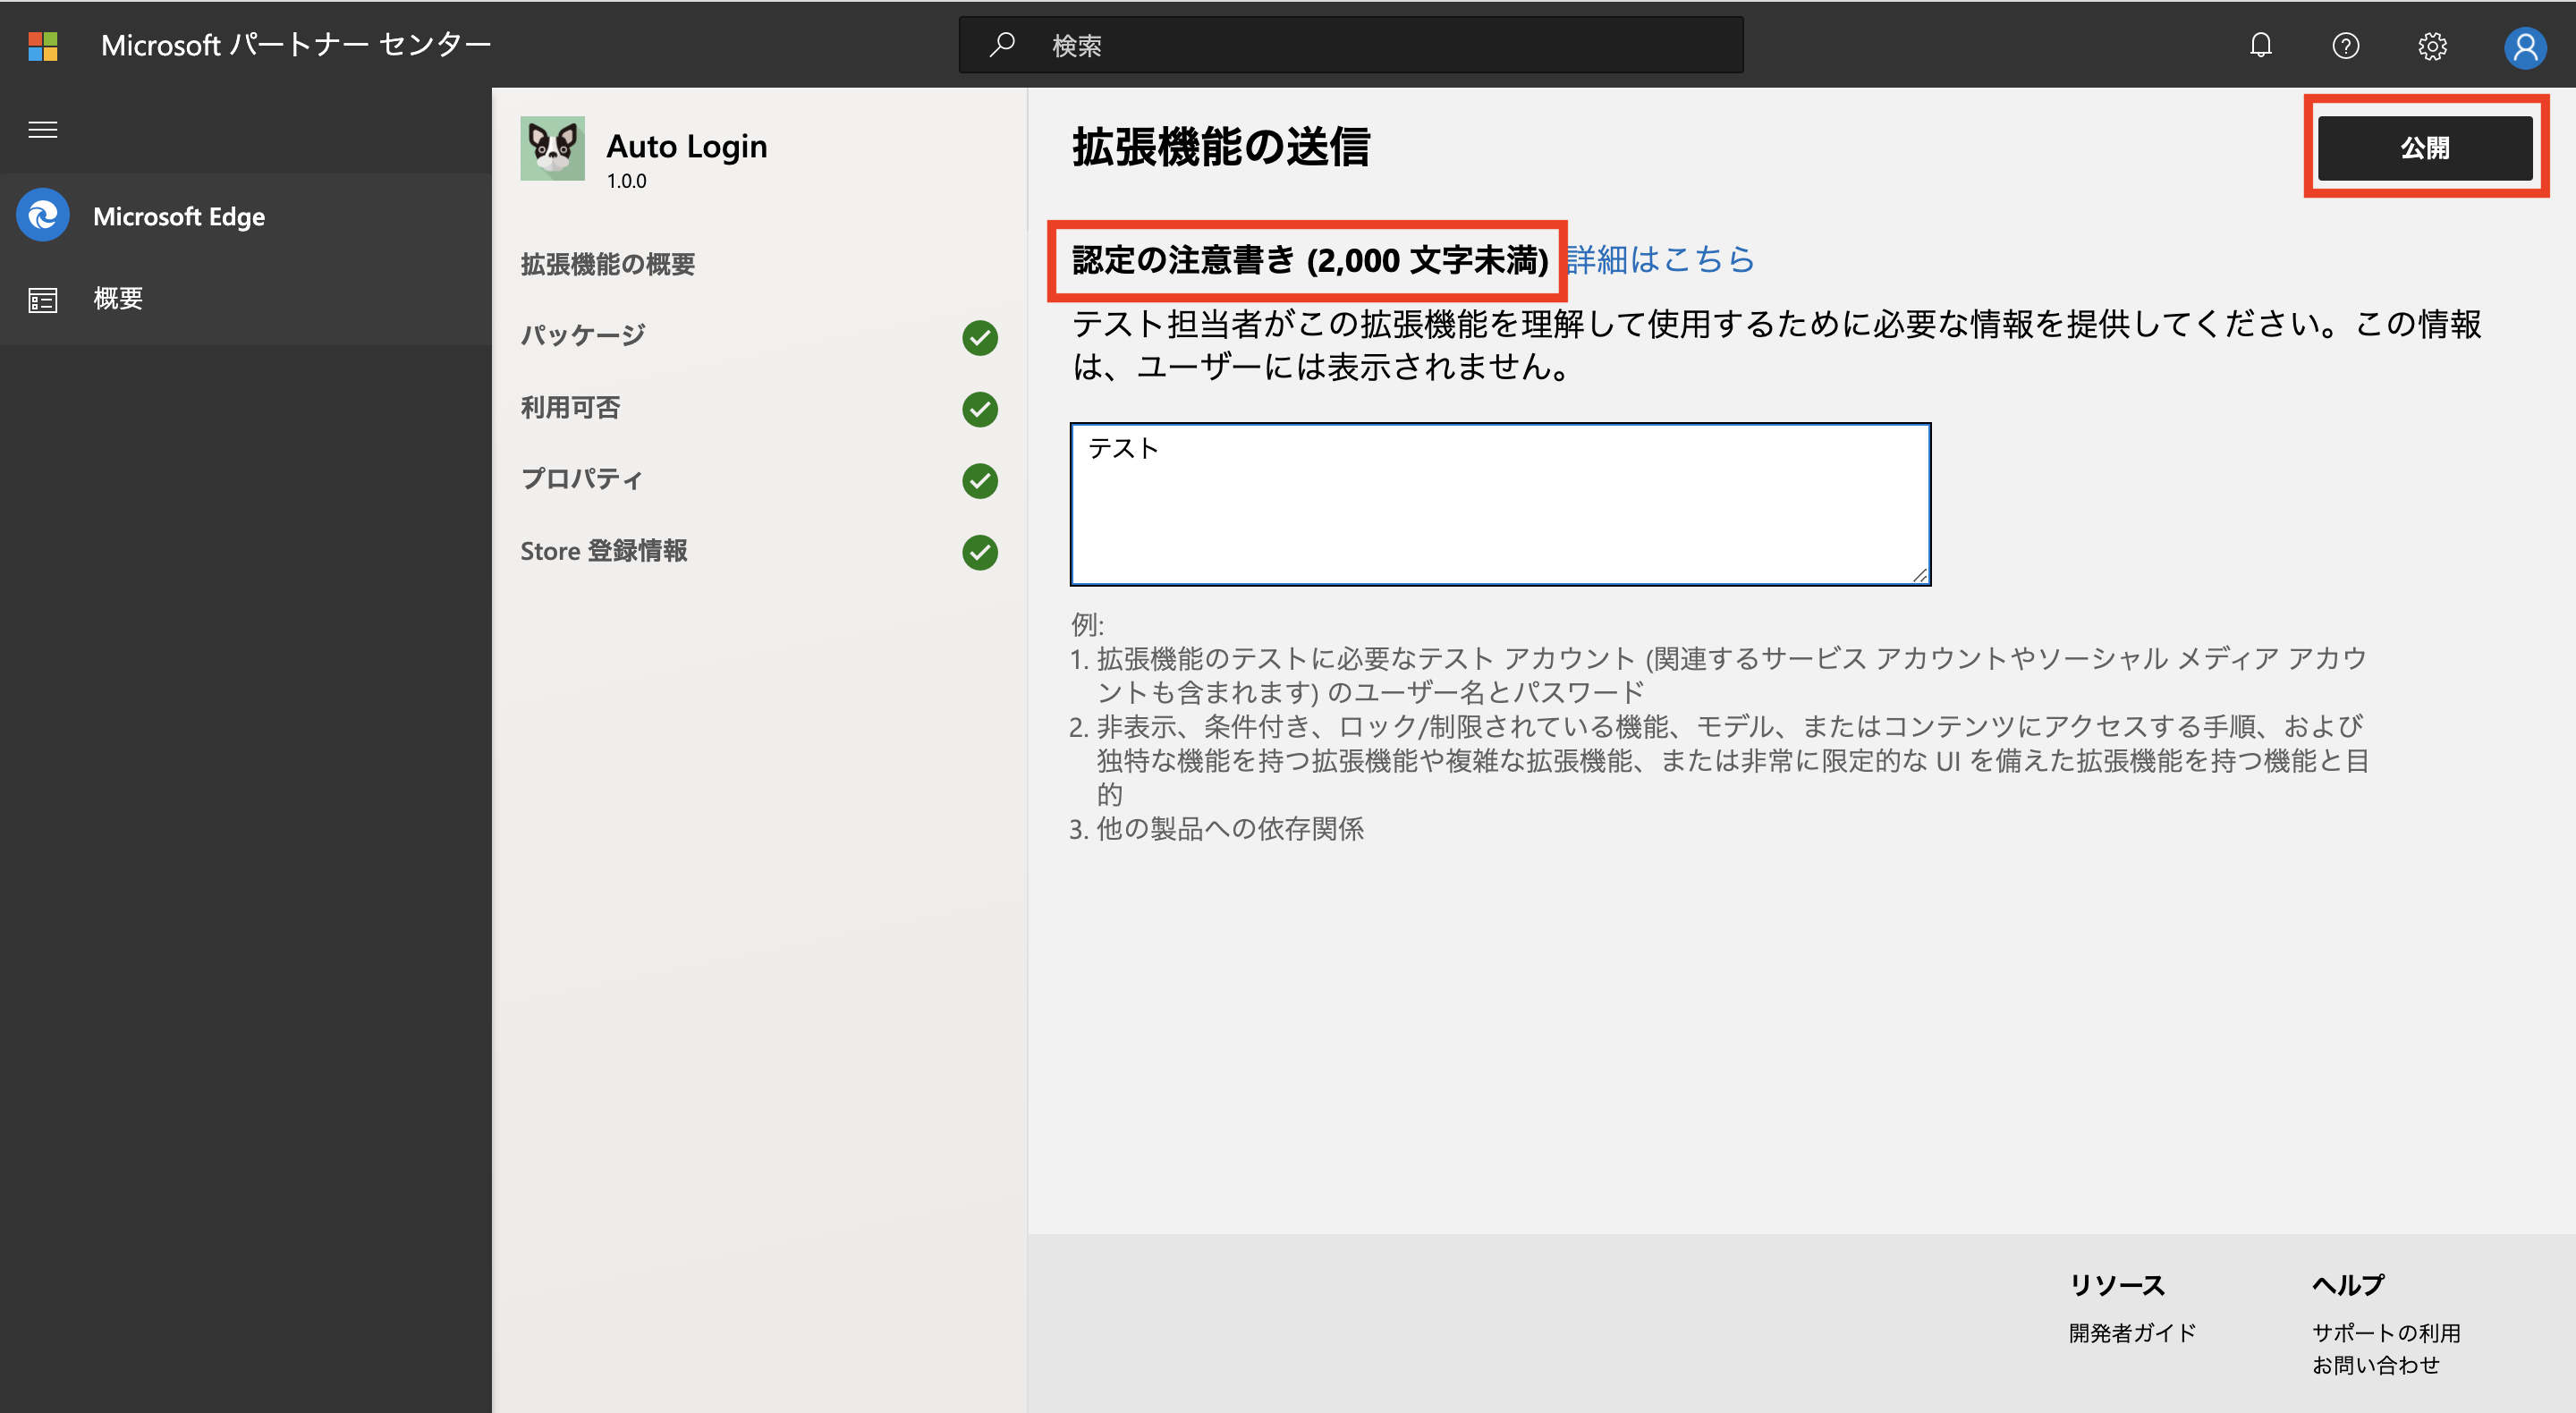 Microsoft パートナー センター
検索
Microsoft Edge
概要
Auto Login
1.0.0
拡張機能の概要
パッケージ
利用可否
プロパティ
Store 登録情報
拡張機能の送信
公開
認定の注意書き (2,000 文字未満) 詳細はこちら
テスト担当者がこの拡張機能を理解して使用するために必要な情報を提供してください。この情報
は、ユーザーには表示されません。
テスト
例:
1. 拡張機能のテストに必要なテスト アカウント (関連するサービス アカウントやソーシャル メディア アカウ
ントも含まれます) のユーザー名とパスワード
2. 非表示、条件付き、ロック/制限されている機能、モデル、またはコンテンツにアクセスする手順、および
独特な機能を持つ拡張機能や複雑な拡張機能、または非常に限定的な UI を備えた拡張機能を持つ機能と目
的
3. 他の製品への依存関係
リソース
開発者ガイド
ヘルプ
サポートの利用
お問い合わせ